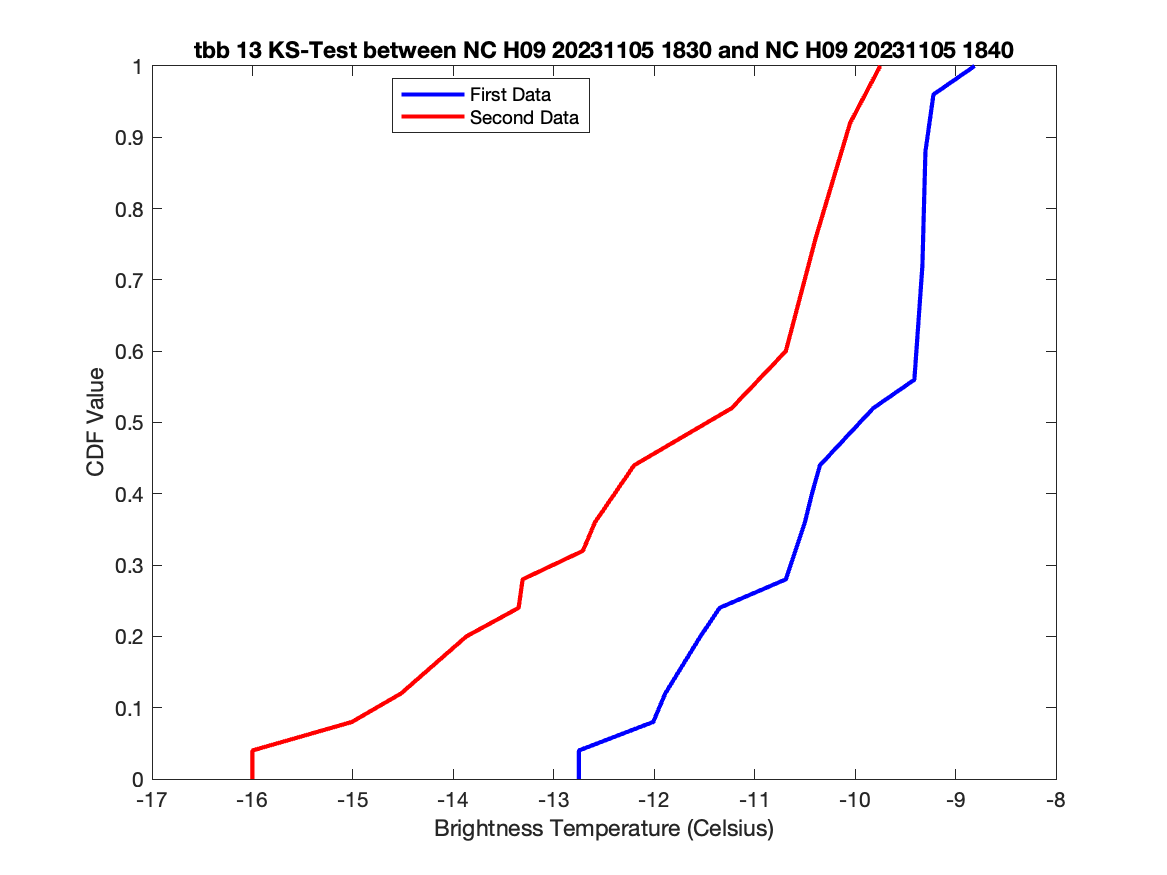 tbb 13 KS-Test between NC H09 20231105 1830 and NC H09 20231105 1840
First Data
Second Data
1
0.9
0.8
0.7
0.6
0.5
0.4
0.3
0.2
0.1
0
CDF Value
-17 -16 -15 -14 -13 -12 -11 -10 -9 -8
Brightness Temperature (Celsius)